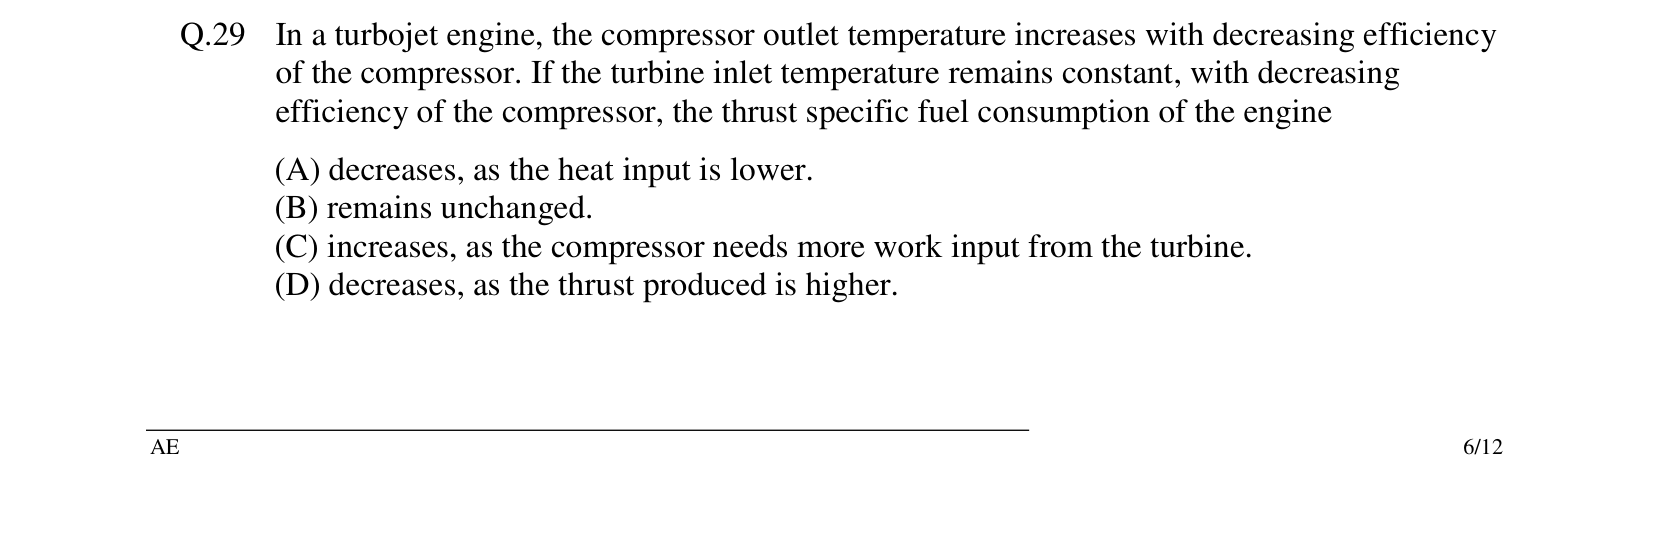 Q.29 In a turbojet engine, the compressor outlet temperature increases with decreasing efficiency
of the compressor. If the turbine inlet temperature remains constant, with decreasing
efficiency of the compressor, the thrust specific fuel consumption of the engine
(A) decreases, as the heat input is lower.
(B) remains unchanged.
(C) increases, as the compressor needs more work input from the turbine.
(D) decreases, as the thrust produced is higher.
AE 6/12